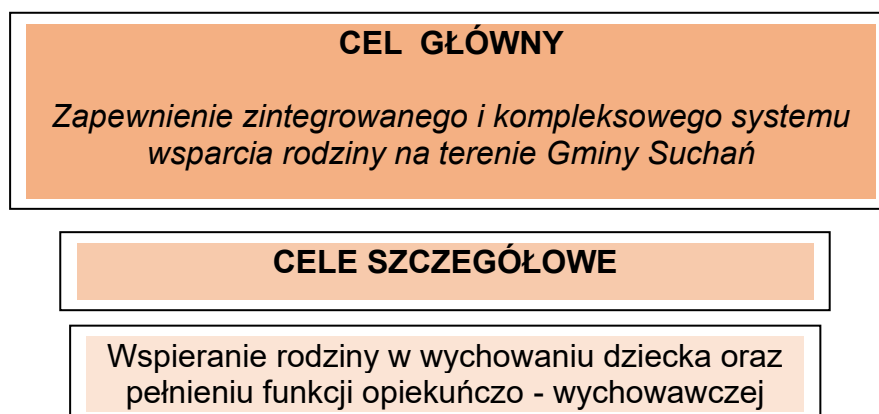 CEL GŁÓWNY
Zapewnienie zintegrowanego i kompleksowego systemu
wsparcia rodziny na terenie Gminy Suchań
CELE SZCZEGÓŁOWE
Wspieranie rodziny w wychowaniu dziecka oraz
pełnieniu funkcji opiekuńczo - wychowawczej